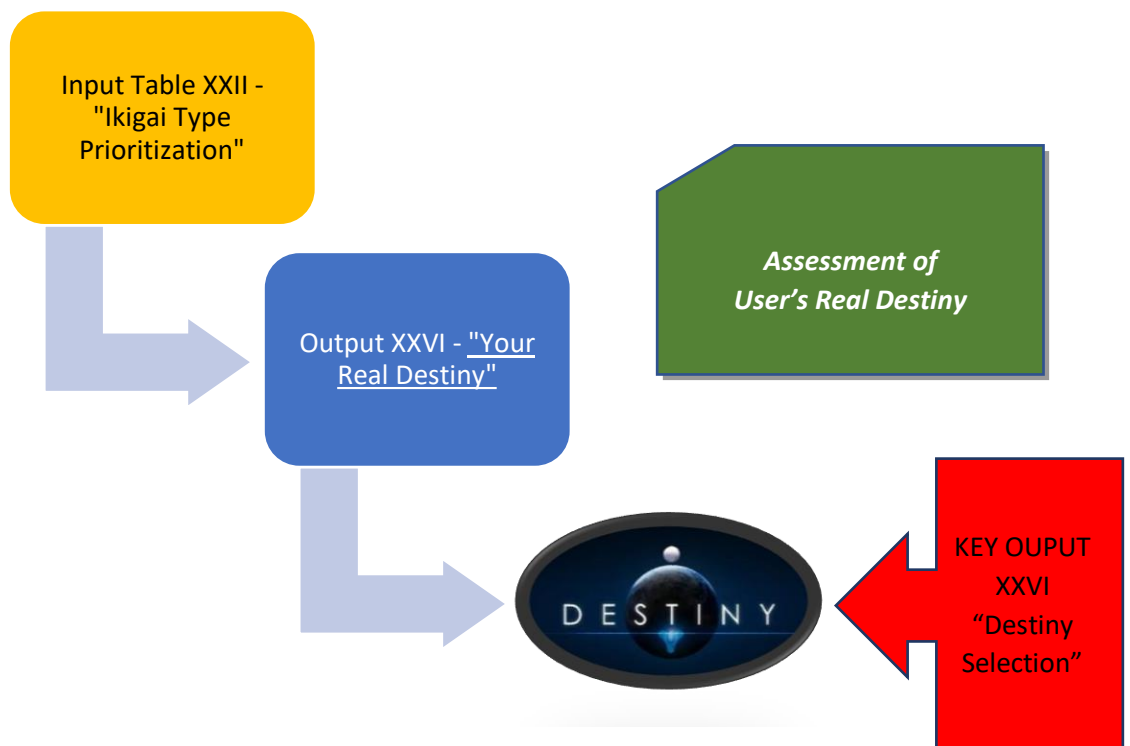 Input Table XXII -
"Ikigai Type
Prioritization"
Assessment of
User’s Real Destiny
Output XXVI - "Your
Real Destiny"
DESTINY
KEY OUPUT
XXVI
“Destiny
Selection”